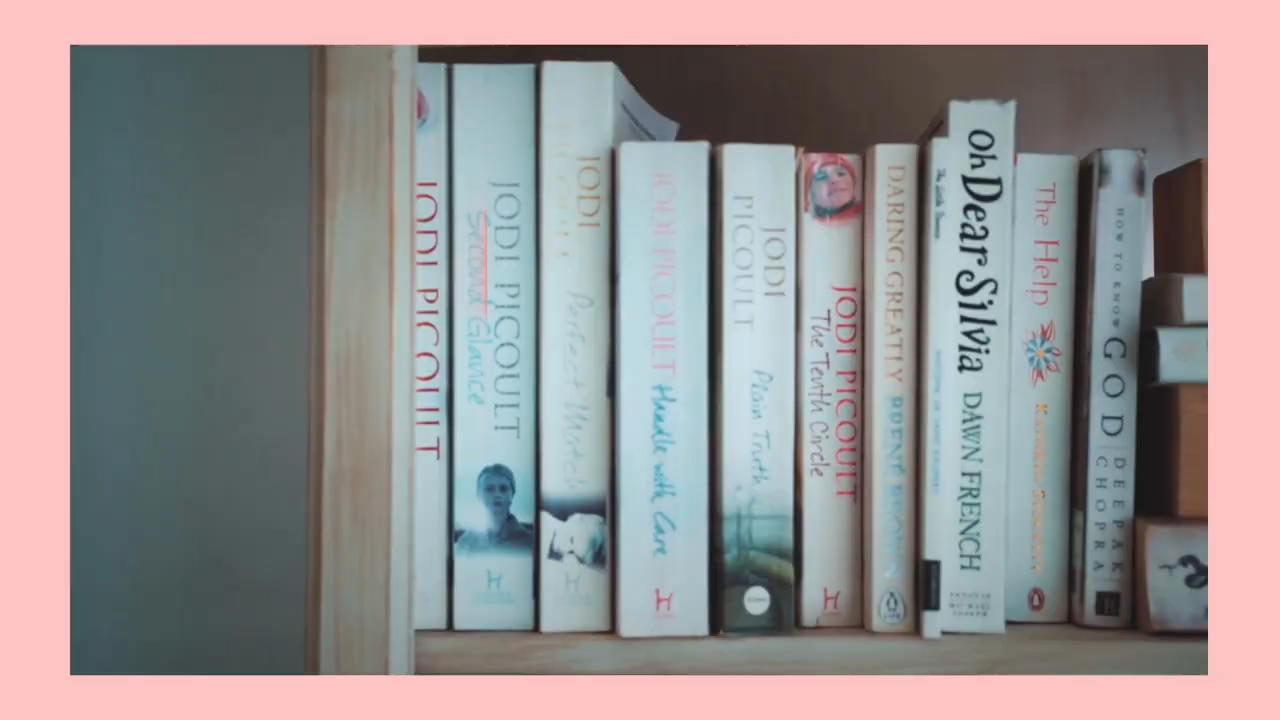 JODI PICOULT
JODI PICOULT
Second Glance
JODI
Perfect Match
JODI PICOULT Handle with Care
JODI
PICOULT
Plain Truth
JODI PICOULT
The Tenth Circle
DARING GREATLY BRENÉ BROWN
Oh Dear Silvia DAWN FRENCH
The Help
HOW TO KNOW GOD DEEPAK
CHOPRA